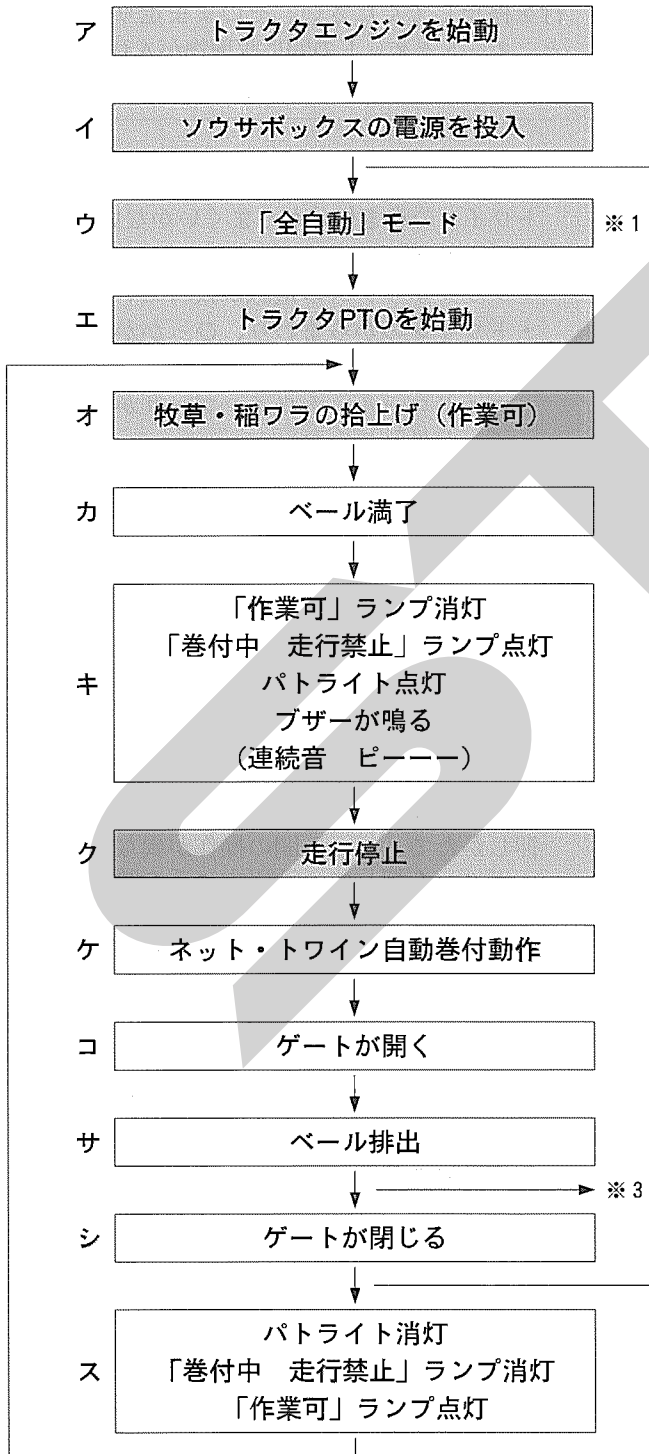 ア トラクタエンジンを始動
イ ソウサボックスの電源を投入
ウ 「全自動」モード ※1
エ トラクタPTOを始動
オ 牧草・稲ワラの拾上げ（作業可）
カ ベール満了
「作業可」ランプ消灯
「巻付中　走行禁止」ランプ点灯
キ パトライト点灯
ブザーが鳴る
（連続音　ピーーー）
ク 走行停止
ケ ネット・トワイン自動巻付動作
コ ゲートが開く
サ ベール排出
※3
シ ゲートが閉じる
パトライト消灯
ス 「巻付中　走行禁止」ランプ消灯
「作業可」ランプ点灯